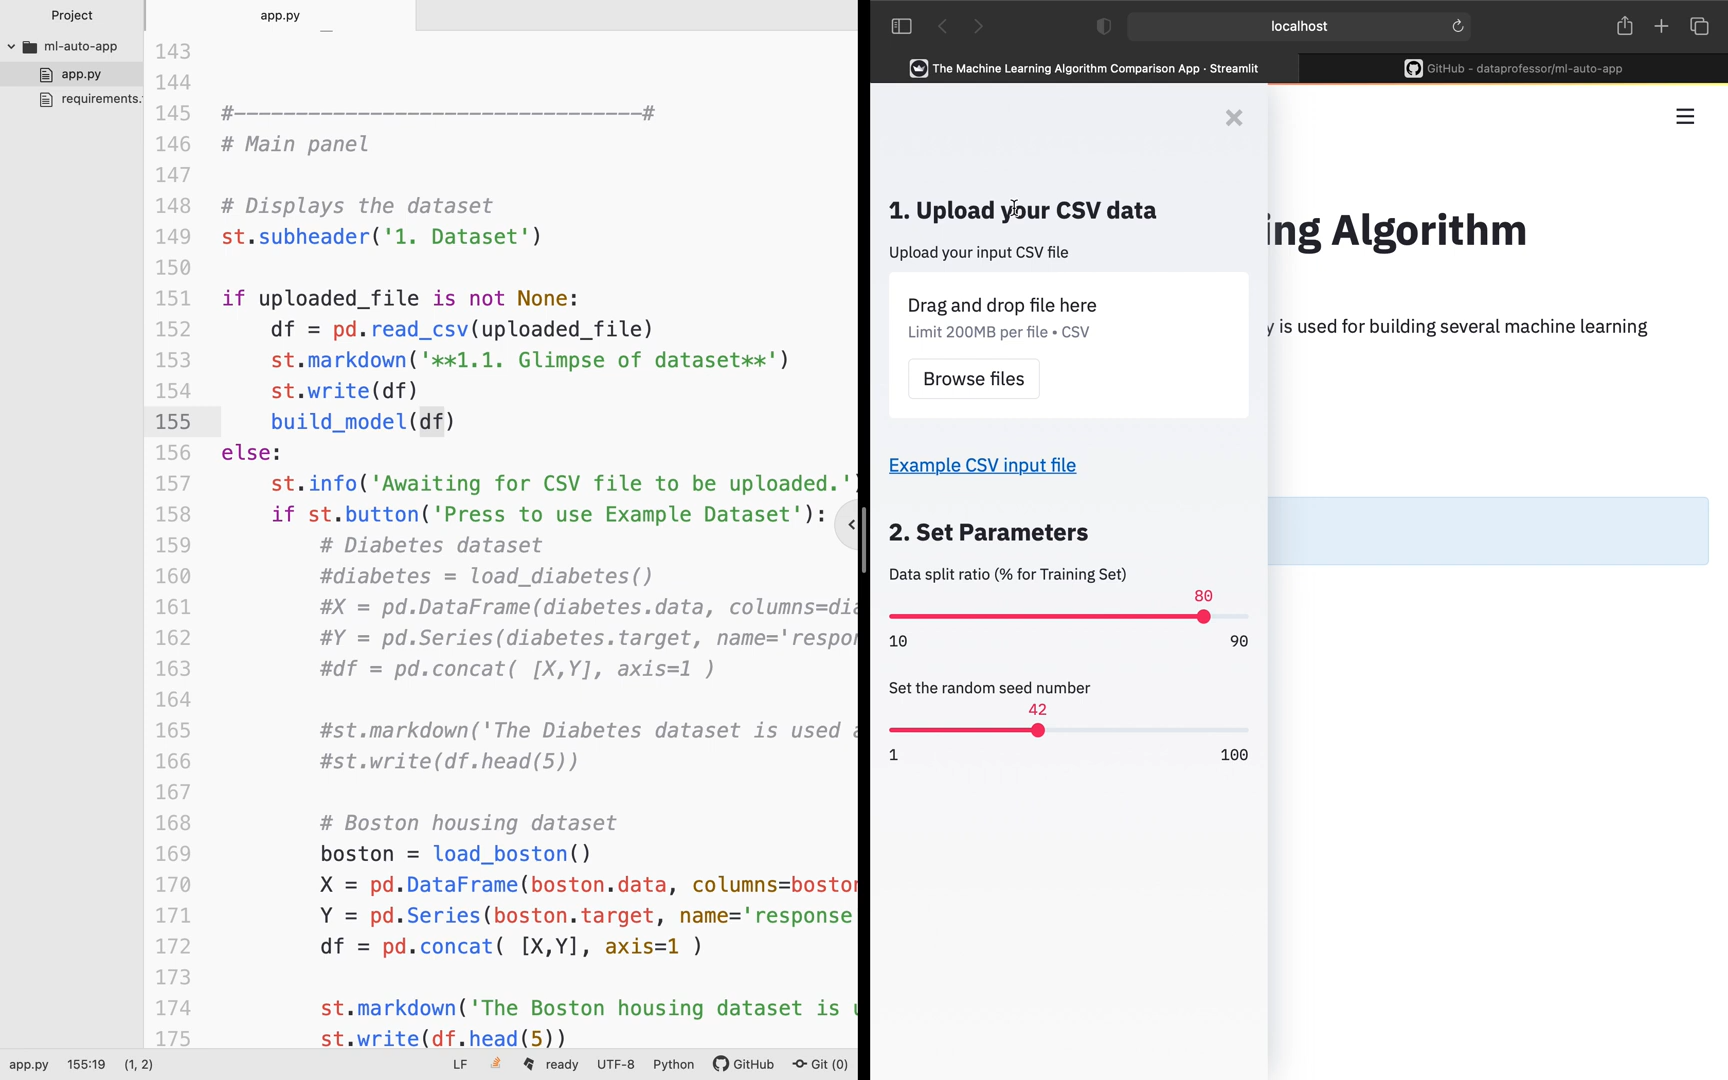 Project
app.py
ml-auto-app
app.py
requirements.
143
144
145 #--------------------------------#
146 # Main panel
147
148 # Displays the dataset
149 st.subheader('1. Dataset')
150
151 if uploaded_file is not None:
152 df = pd.read_csv(uploaded_file)
153 st.markdown('**1.1. Glimpse of dataset**')
154 st.write(df)
155 build_model(df)
156 else:
157 st.info('Awaiting for CSV file to be uploaded.'
158 if st.button('Press to use Example Dataset'):
159 # Diabetes dataset
160 #diabetes = load_diabetes()
161 #X = pd.DataFrame(diabetes.data, columns=dia
162 #Y = pd.Series(diabetes.target, name='respon
163 #df = pd.concat( [X,Y], axis=1 )
164
165 #st.markdown('The Diabetes dataset is used a
166 #st.write(df.head(5))
167
168 # Boston housing dataset
169 boston = load_boston()
170 X = pd.DataFrame(boston.data, columns=boston
171 Y = pd.Series(boston.target, name='response
172 df = pd.concat( [X,Y], axis=1 )
173
174 st.markdown('The Boston housing dataset is u
175 st.write(df.head(5))
app.py 155:19 (1, 2) LF ready UTF-8 Python GitHub Git (0)
localhost
The Machine Learning Algorithm Comparison App · Streamlit
GitHub - dataprofessor/ml-auto-app
1. Upload your CSV data
Upload your input CSV file
Drag and drop file here
Limit 200MB per file • CSV
Browse files
Example CSV input file
2. Set Parameters
Data split ratio (% for Training Set)
80
10 90
Set the random seed number
42
1 100
ing Algorithm
y is used for building several machine learning